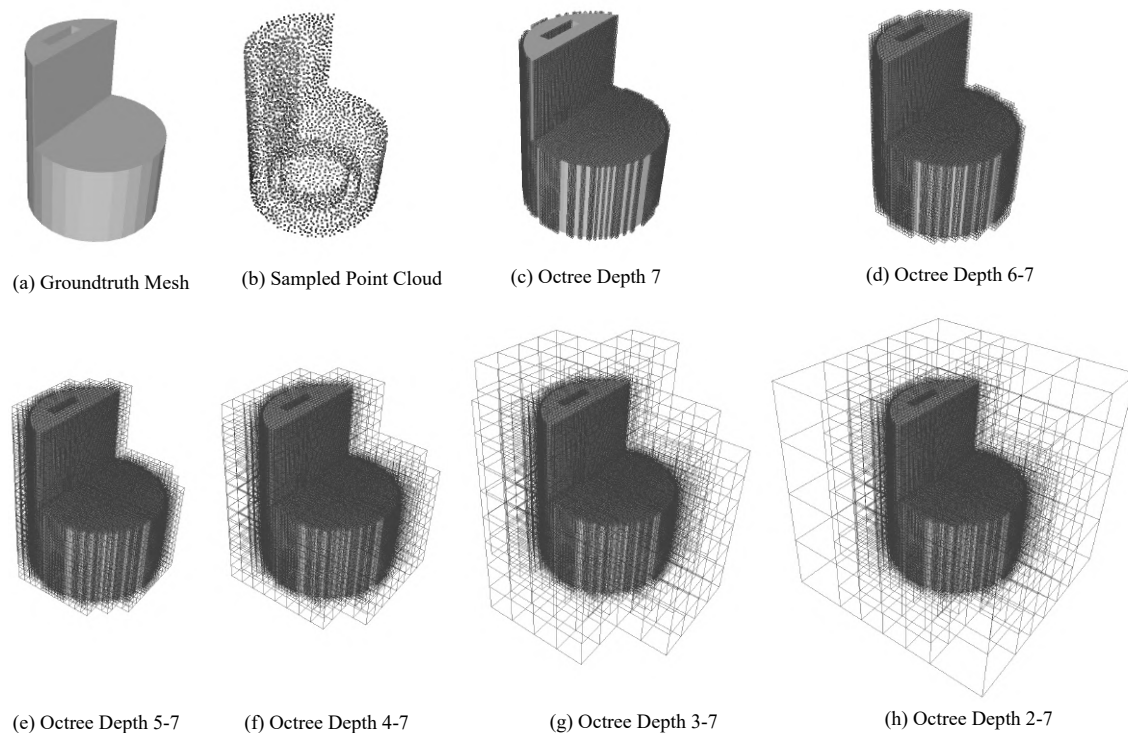 (a) Groundtruth Mesh
(b) Sampled Point Cloud
(c) Octree Depth 7
(d) Octree Depth 6-7
(e) Octree Depth 5-7
(f) Octree Depth 4-7
(g) Octree Depth 3-7
(h) Octree Depth 2-7